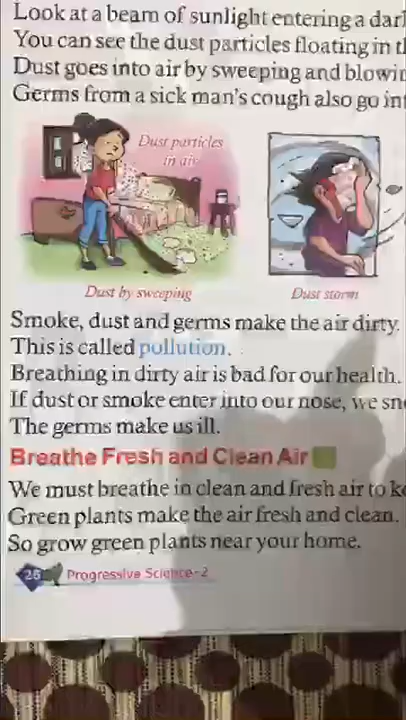 Look at a beam of sunlight entering a
You can see the dust particles floating in
Dust goes into air by sweeping and
Germs from a sick man's cough also go
Dust particles
in air
Dust by sweeping
Dust storm
Smoke, dust and germs make the air dirty.
This is called pollution.
Breathing in dirty air is bad for our health.
If dust or smoke enter into our nose, we
The germs make us ill.
Breathe Fresh and Clean Air
We must breathe in clean and fresh air to
Green plants make the air fresh and clean.
So grow green plants near your home.
26 Progressive Science-2